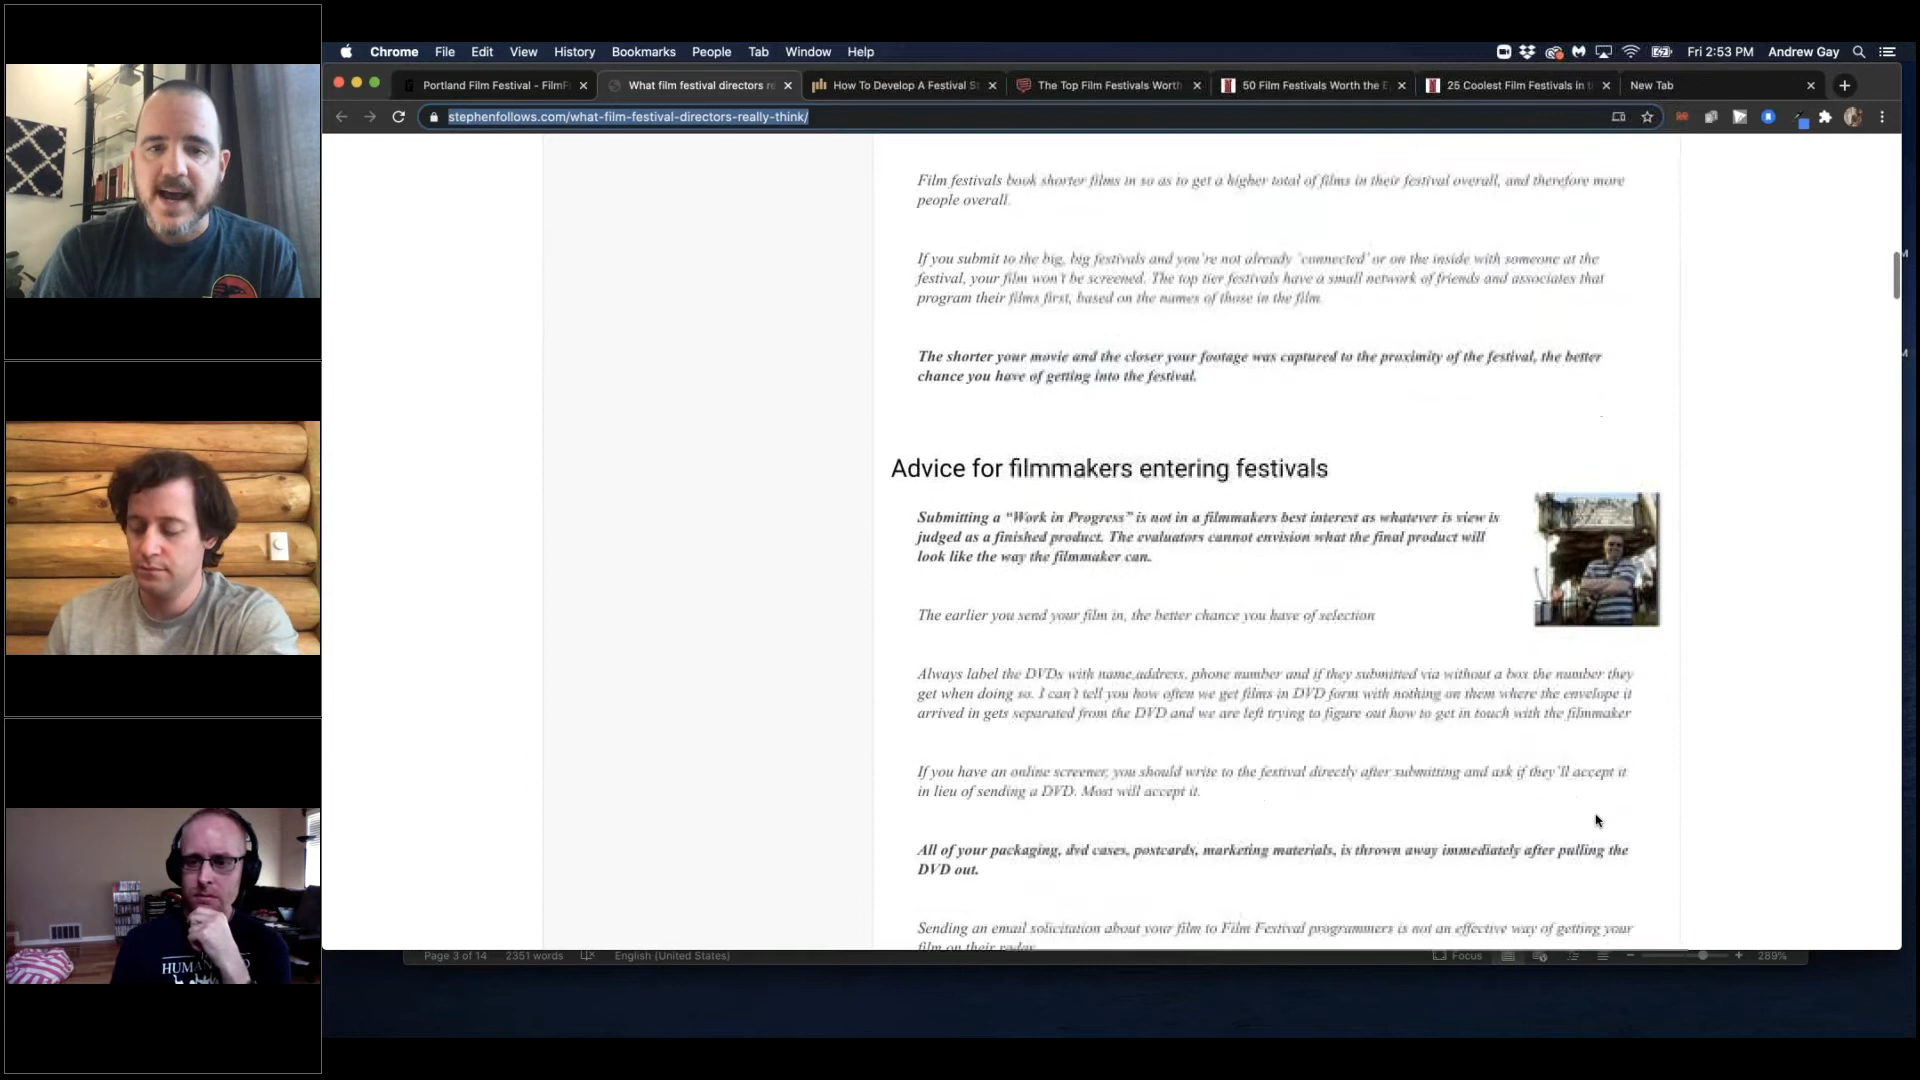 Chrome File Edit View History Bookmarks People Tab Window Help Fri 2:53 PM Andrew Gay
Portland Film Festival - FilmF
What film festival directors re
How To Develop A Festival St
The Top Film Festivals Worth
50 Film Festivals Worth the E
25 Coolest Film Festivals in t
New Tab
stephenfollows.com/what-film-festival-directors-really-think/
Film festivals book shorter films in so as to get a higher total of films in their festival overall, and therefore more
people overall.
If you submit to the big, big festivals and you're not already 'connected' or on the inside with someone at the
festival, your film won't be screened. The top tier festivals have a small network of friends and associates that
program their films first, based on the names of those in the film.
The shorter your movie and the closer your footage was captured to the proximity of the festival, the better
chance you have of getting into the festival.
Advice for filmmakers entering festivals
Submitting a “Work in Progress” is not in a filmmakers best interest as whatever is view is
judged as a finished product. The evaluators cannot envision what the final product will
look like the way the filmmaker can.
The earlier you send your film in, the better chance you have of selection
Always label the DVDs with name,address, phone number and if they submitted via without a box the number they
get when doing so. I can't tell you how often we get films in DVD form with nothing on them where the envelope it
arrived in gets separated from the DVD and we are left trying to figure out how to get in touch with the filmmaker
If you have an online screener, you should write to the festival directly after submitting and ask if they'll accept it
in lieu of sending a DVD. Most will accept it.
All of your packaging, dvd cases, postcards, marketing materials, is thrown away immediately after pulling the
DVD out.
Sending an email solicitation about your film to Film Festival programmers is not an effective way of getting your
film on their radar
Page 3 of 14 2351 words English (United States) Focus 289%
HUMAN